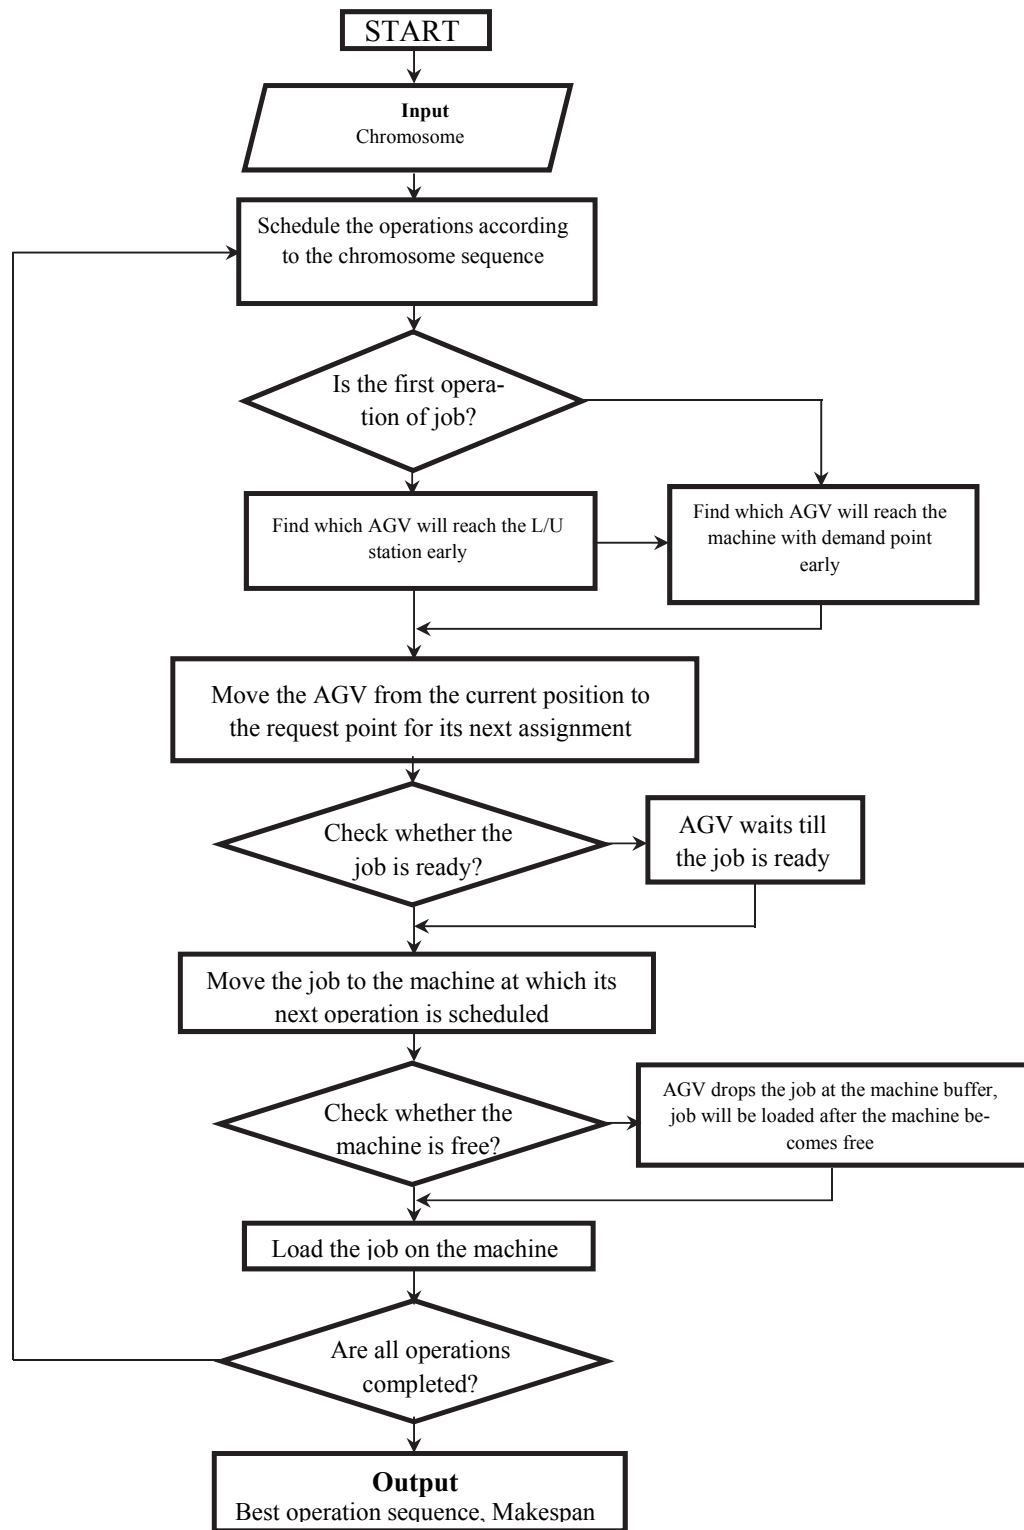 START
Input
Chromosome
Schedule the operations according
to the chromosome sequence
Is the first opera-
tion of job?
Find which AGV will reach the L/U
station early
Find which AGV will reach the
machine with demand point
early
Move the AGV from the current position to
the request point for its next assignment
Check whether the
job is ready?
AGV waits till
the job is ready
Move the job to the machine at which its
next operation is scheduled
Check whether the
machine is free?
AGV drops the job at the machine buffer,
job will be loaded after the machine be-
comes free
Load the job on the machine
Are all operations
completed?
Output
Best operation sequence, Makespan